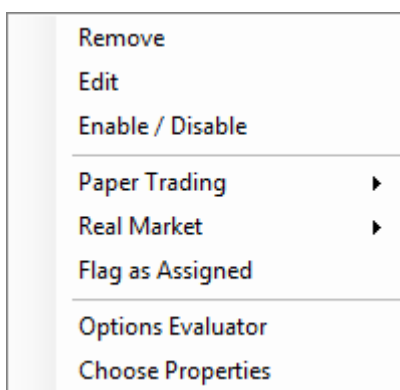 Remove
Edit
Enable / Disable
Paper Trading
Real Market
Flag as Assigned
Options Evaluator
Choose Properties